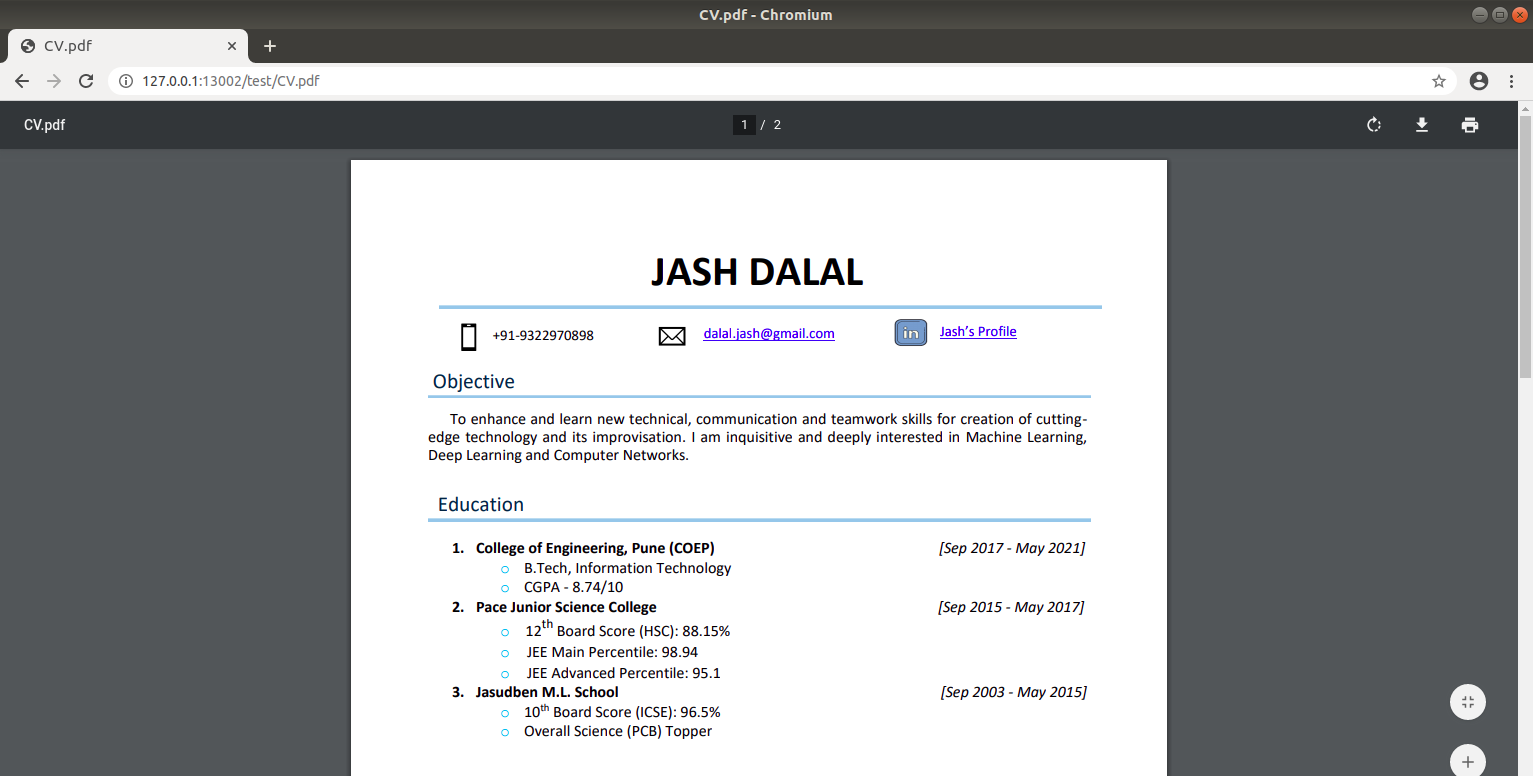 CV.pdf - Chromium
CV.pdf
127.0.0.1:13002/test/CV.pdf
CV.pdf
1 / 2
JASH DALAL
+91-9322970898 dalal.jash@gmail.com in Jash's Profile
Objective
To enhance and learn new technical, communication and teamwork skills for creation of cutting-
edge technology and its improvisation. I am inquisitive and deeply interested in Machine Learning,
Deep Learning and Computer Networks.
Education
1. College of Engineering, Pune (COEP) [Sep 2017 - May 2021]
B.Tech, Information Technology
CGPA - 8.74/10
2. Pace Junior Science College [Sep 2015 - May 2017]
12th Board Score (HSC): 88.15%
JEE Main Percentile: 98.94
JEE Advanced Percentile: 95.1
3. Jasudben M.L. School [Sep 2003 - May 2015]
10th Board Score (ICSE): 96.5%
Overall Science (PCB) Topper